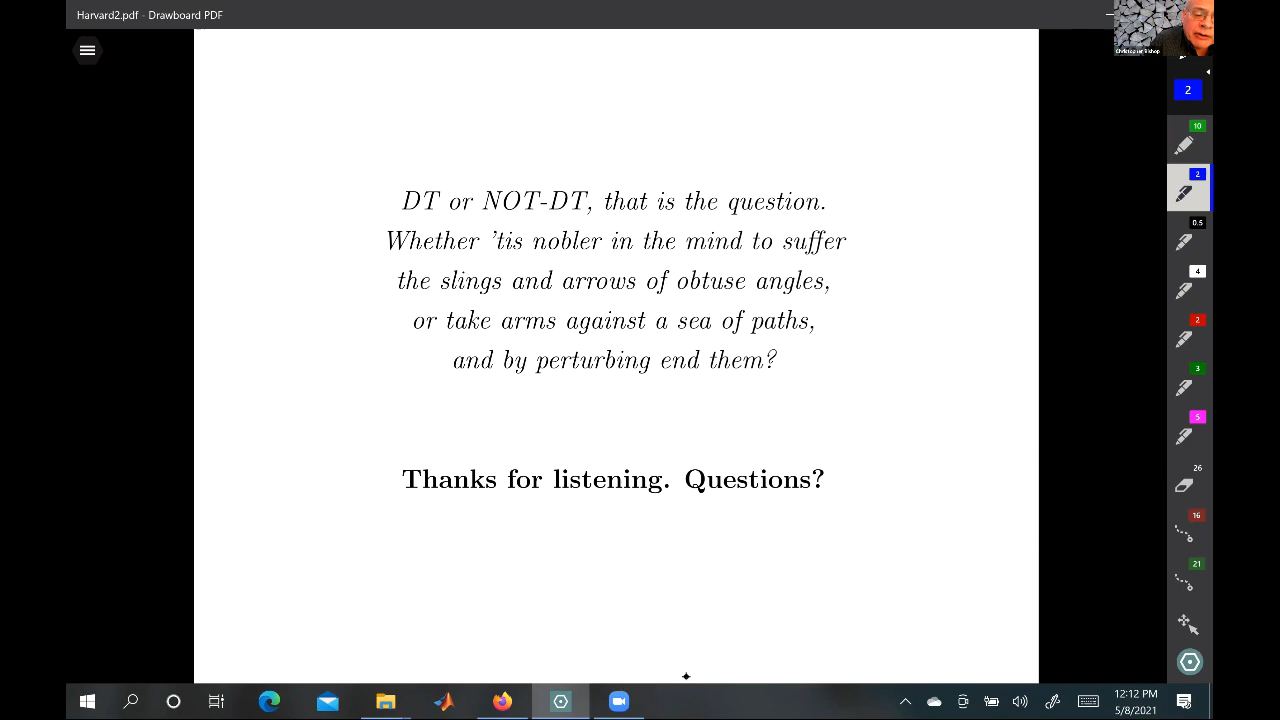 Harvard2.pdf - Drawboard PDF
Christopher Bishop
2
10
2
0.5
4
2
3
5
26
16
21
DT or NOT-DT, that is the question.
Whether ’tis nobler in the mind to suffer
the slings and arrows of obtuse angles,
or take arms against a sea of paths,
and by perturbing end them?
Thanks for listening. Questions?
12:12 PM
5/8/2021